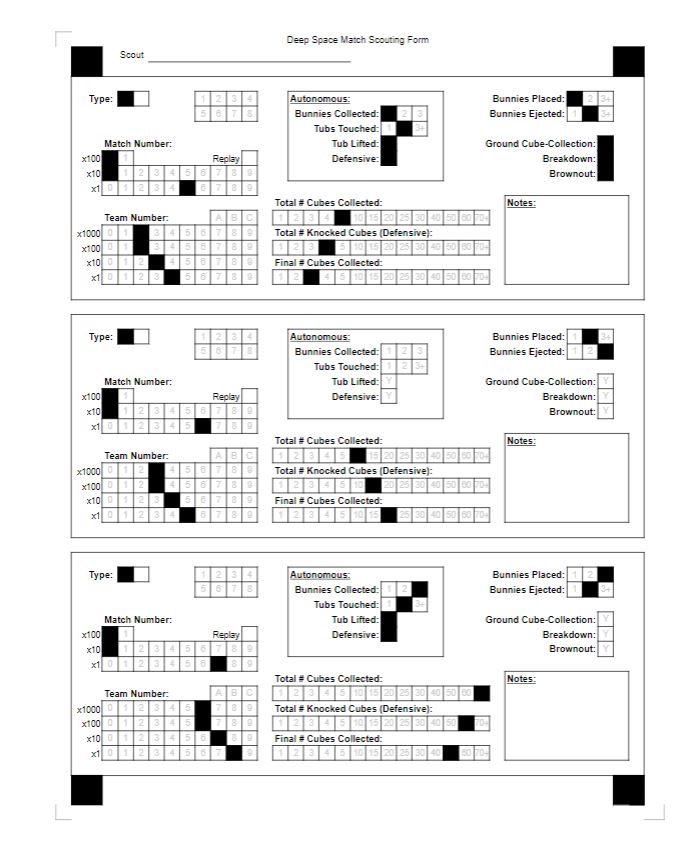 Deep Space Match Scouting Form
Scout
Type: 1 2 3 4
5 6 7 8
Match Number:
x100 1 Replay
x10 1 2 3 4 5 6 7 8 9
x1 0 1 2 3 4 6 7 8 9
Team Number: A B C
x1000 0 1 3 4 5 6 7 8 9
x100 0 1 3 4 5 6 7 8 9
x10 0 1 2 4 5 6 7 8 9
x1 0 1 2 3 5 6 7 8 9
Autonomous:
Bunnies Collected: 2 3
Tubs Touched: 1 3+
Tub Lifted:
Defensive:
Bunnies Placed: 2 3+
Bunnies Ejected: 1 3+
Ground Cube-Collection:
Breakdown:
Brownout:
Total # Cubes Collected:
1 2 3 4 10 15 20 25 30 40 50 60 70+
Total # Knocked Cubes (Defensive):
1 2 3 5 10 15 20 25 30 40 50 60 70+
Final # Cubes Collected:
1 2 4 5 10 15 20 25 30 40 50 60 70+
Notes:
Type: 1 2 3 4
5 6 7 8
Match Number:
x100 1 Replay
x10 1 2 3 4 5 6 7 8 9
x1 0 1 2 3 4 5 7 8 9
Team Number: A B C
x1000 0 1 2 4 5 6 7 8 9
x100 0 1 2 4 5 6 7 8 9
x10 0 1 2 3 5 6 7 8 9
x1 0 1 2 3 4 6 7 8 9
Autonomous:
Bunnies Collected: 1 2 3
Tubs Touched: 1 2 3+
Tub Lifted: Y
Defensive: Y
Bunnies Placed: 1 3+
Bunnies Ejected: 1 2
Ground Cube-Collection: Y
Breakdown: Y
Brownout: Y
Total # Cubes Collected:
1 2 3 4 5 15 20 25 30 40 50 60 70+
Total # Knocked Cubes (Defensive):
1 2 3 4 5 10 20 25 30 40 50 60 70+
Final # Cubes Collected:
1 2 3 4 5 10 15 25 30 40 50 60 70+
Notes:
Type: 1 2 3 4
5 6 7 8
Match Number:
x100 1 Replay
x10 1 2 3 4 5 6 7 8 9
x1 0 1 2 3 4 5 6 8 9
Team Number: A B C
x1000 0 1 2 3 4 5 7 8 9
x100 0 1 2 3 4 5 7 8 9
x10 0 1 2 3 4 5 6 8 9
x1 0 1 2 3 4 5 6 7 9
Autonomous:
Bunnies Collected: 1 2
Tubs Touched: 1 3+
Tub Lifted:
Defensive:
Bunnies Placed: 1 2
Bunnies Ejected: 1 3+
Ground Cube-Collection: Y
Breakdown: Y
Brownout: Y
Total # Cubes Collected:
1 2 3 4 5 10 15 20 25 30 40 50 60
Total # Knocked Cubes (Defensive):
1 2 3 4 5 10 15 20 25 30 40 50 70+
Final # Cubes Collected:
1 2 3 4 5 10 15 20 25 30 40 60 70+
Notes: